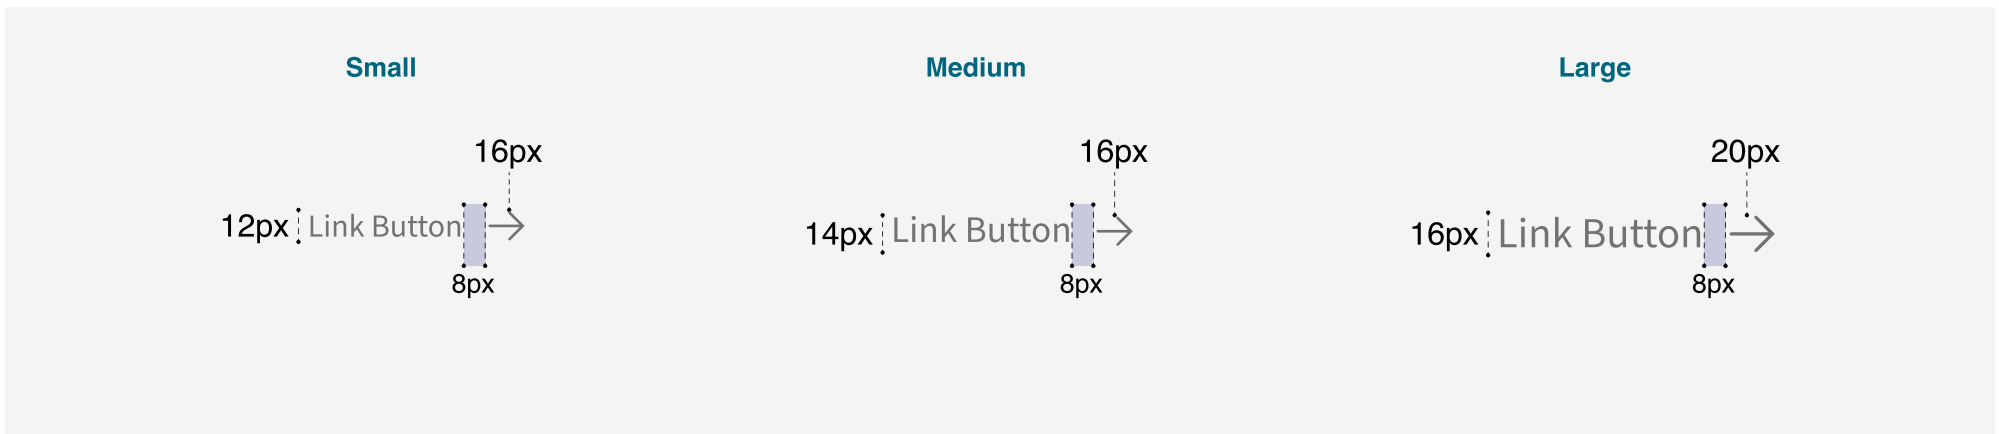 Small
16px
12px Link Button
8px
Medium
16px
14px Link Button
8px
Large
20px
16px Link Button
8px